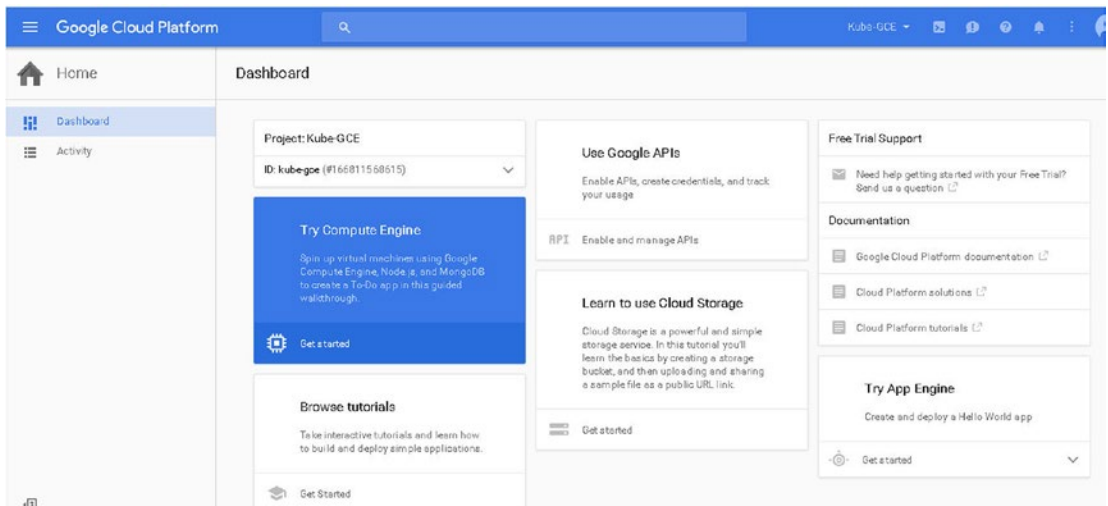 Google Cloud Platform
Kube-GCE
Home
Dashboard
Dashboard
Activity
Project: Kube-GCE
ID: kube-gce (#166811568615)
Try Compute Engine
Spin up virtual machines using Google
Compute Engine, Node.js, and MongoDB
to create a To-Do app in this guided
walkthrough.
Get started
Browse tutorials
Take interactive tutorials and learn how
to build and deploy simple applications.
Get Started
Use Google APIs
Enable APIs, create credentials, and track
your usage
API Enable and manage APIs
Learn to use Cloud Storage
Cloud Storage is a powerful and simple
storage service. In this tutorial you'll
learn the basics by creating a storage
bucket, and then uploading and sharing
a sample file as a public URL link.
Get started
Free Trial Support
Need help getting started with your Free Trial?
Send us a question
Documentation
Google Cloud Platform documentation
Cloud Platform solutions
Cloud Platform tutorials
Try App Engine
Create and deploy a Hello World app
Get started